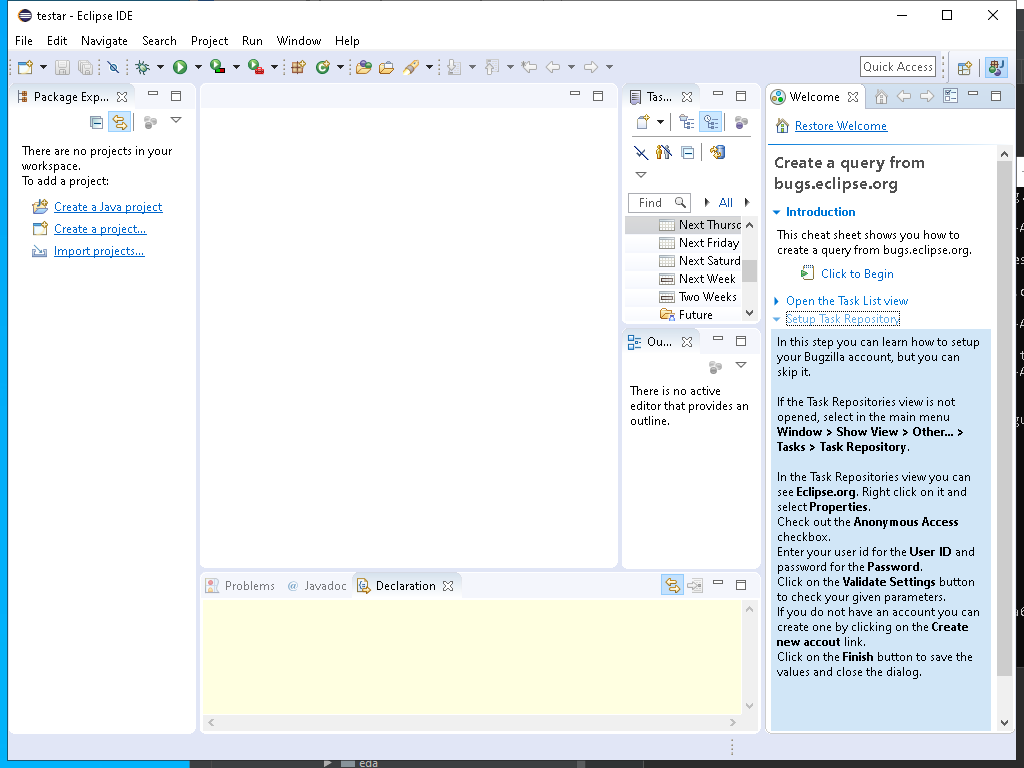 testar - Eclipse IDE
File Edit Navigate Search Project Run Window Help
Quick Access
Package Exp...
There are no projects in your
workspace.
To add a project:
Create a Java project
Create a project...
Import projects...
Tas...
Find
All
Next Thursd
Next Friday
Next Saturd
Next Week
Two Weeks
Future
Ou...
There is no active
editor that provides an
outline.
Problems @ Javadoc Declaration
Welcome
Restore Welcome
Create a query from
bugs.eclipse.org
Introduction
This cheat sheet shows you how to
create a query from bugs.eclipse.org.
Click to Begin
Open the Task List view
Setup Task Repository
In this step you can learn how to setup
your Bugzilla account, but you can
skip it.
If the Task Repositories view is not
opened, select in the main menu
Window > Show View > Other... >
Tasks > Task Repository.
In the Task Repositories view you can
see Eclipse.org. Right click on it and
select Properties.
Check out the Anonymous Access
checkbox.
Enter your user id for the User ID and
password for the Password.
Click on the Validate Settings button
to check your given parameters.
If you do not have an account you can
create one by clicking on the Create
new accout link.
Click on the Finish button to save the
values and close the dialog.
eda